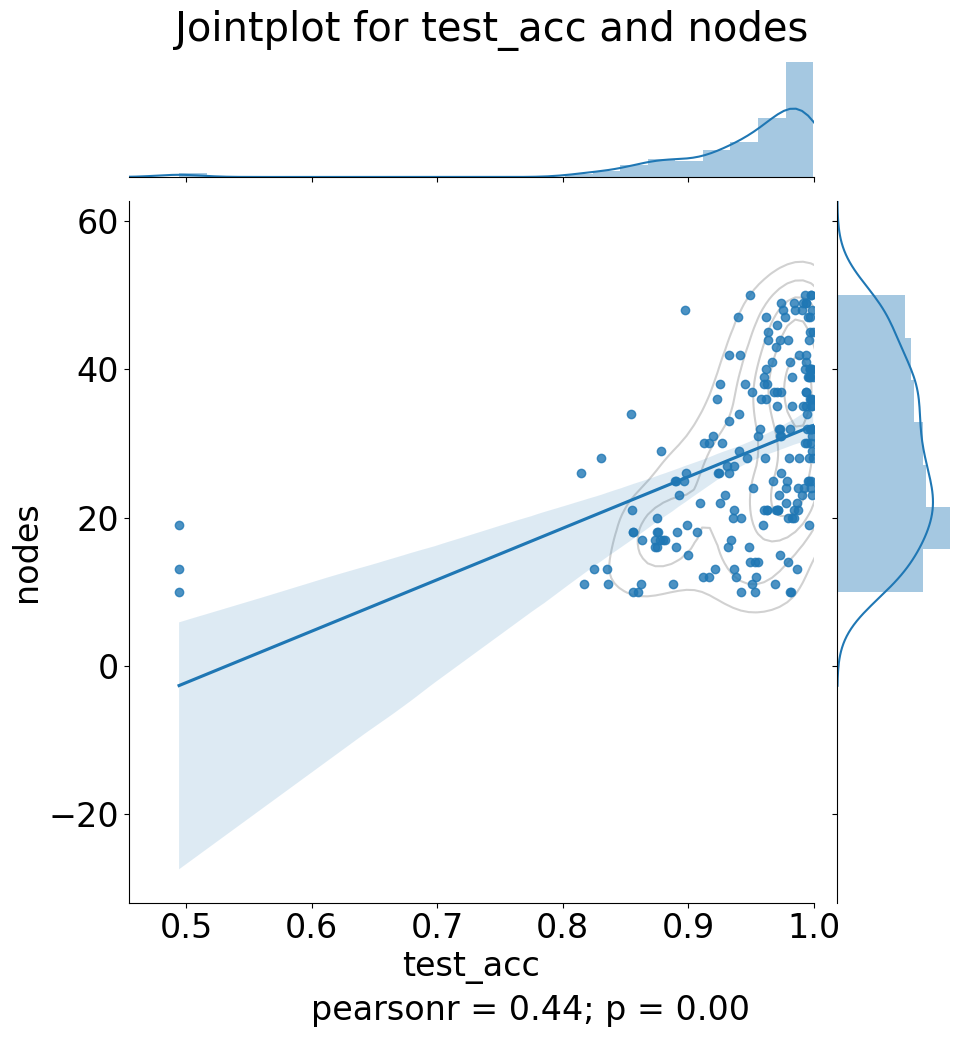 Jointplot for test_acc and nodes
60
40
20
0
−20
nodes
0.5 0.6 0.7 0.8 0.9 1.0
test_acc
pearsonr = 0.44; p = 0.00